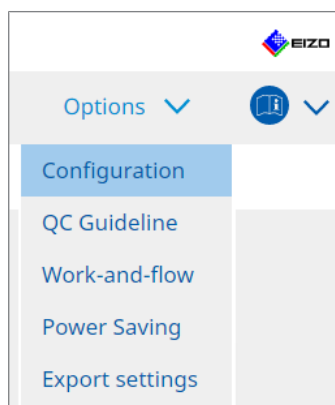 EIZO
Options
Configuration
QC Guideline
Work-and-flow
Power Saving
Export settings